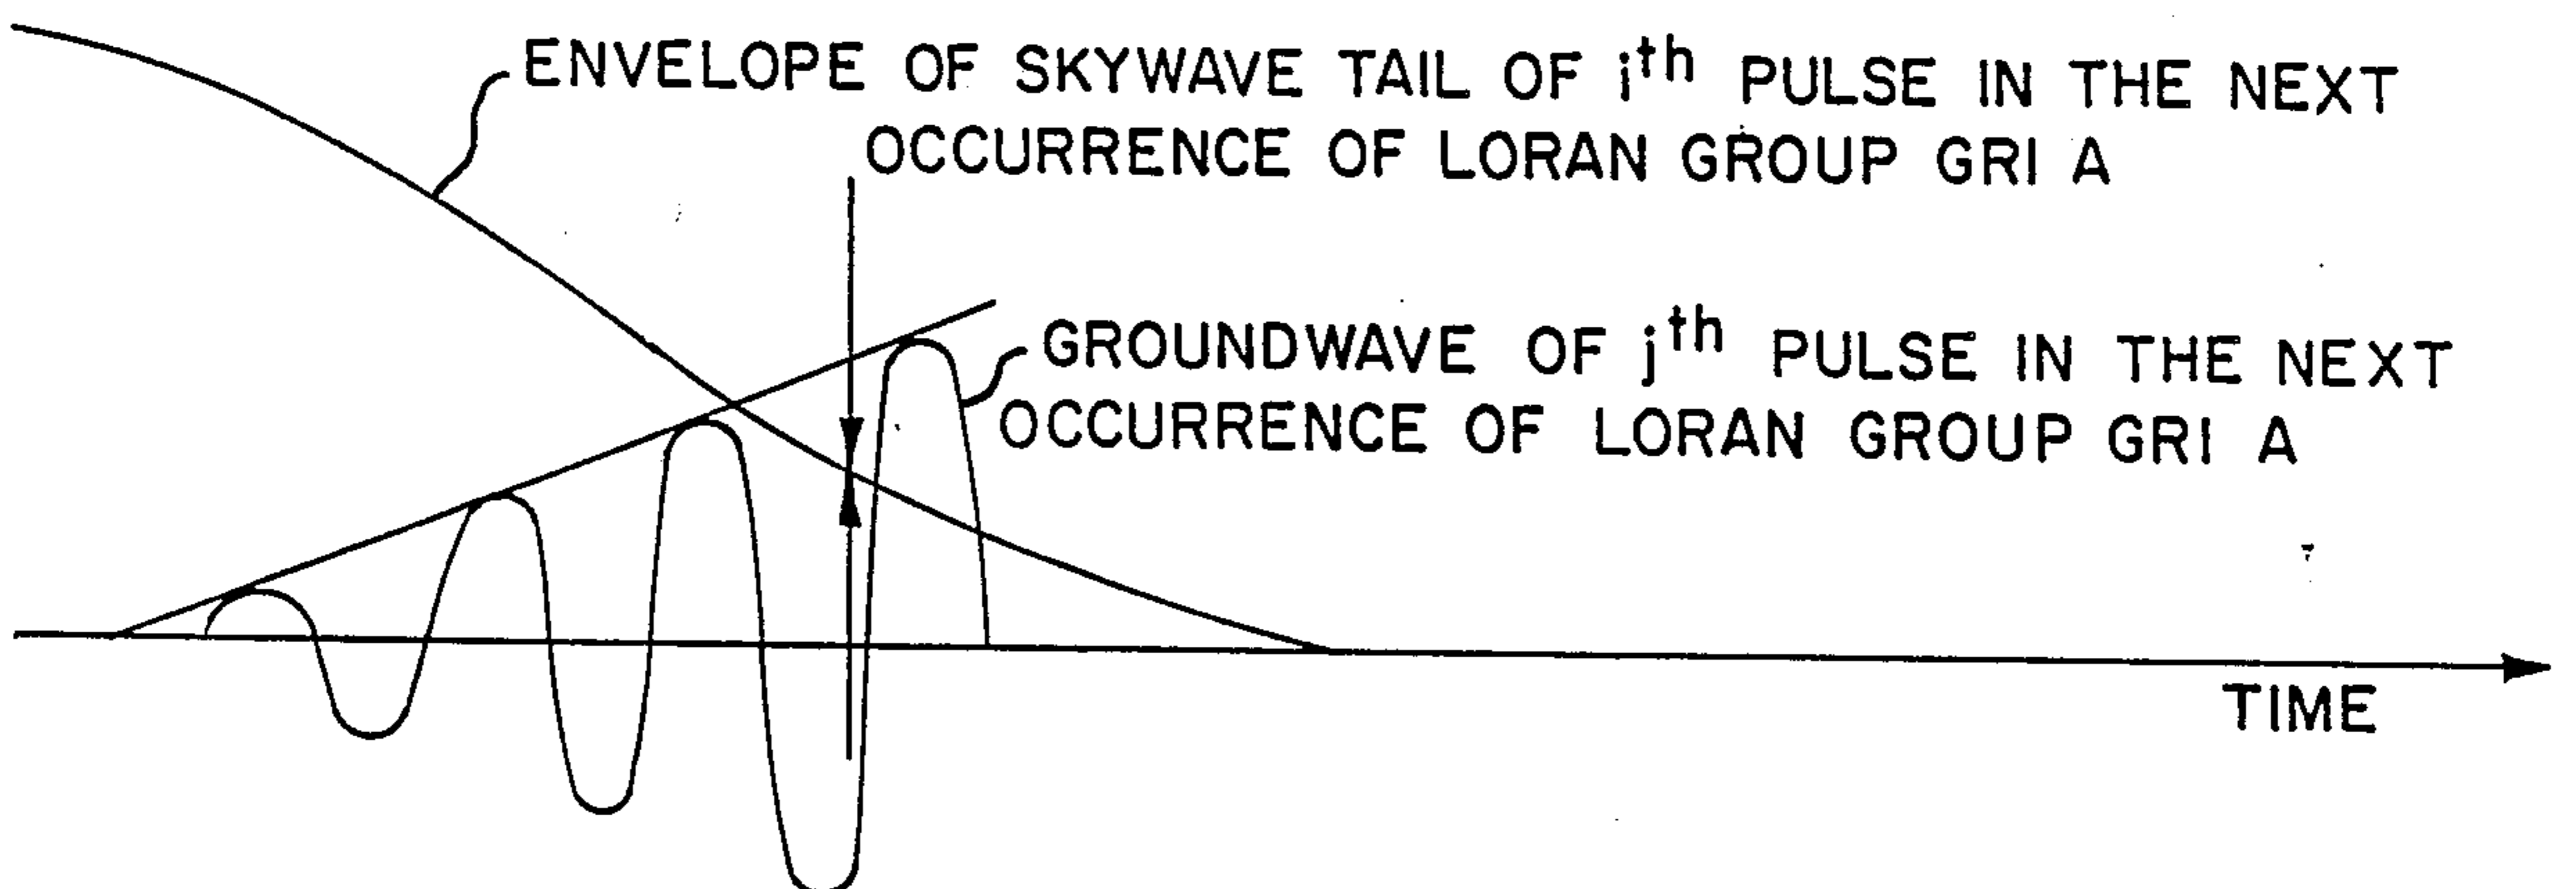 ENVELOPE OF SKYWAVE TAIL OF ith PULSE IN THE NEXT
OCCURRENCE OF LORAN GROUP GRI A
GROUNDWAVE OF jth PULSE IN THE NEXT
OCCURRENCE OF LORAN GROUP GRI A
TIME